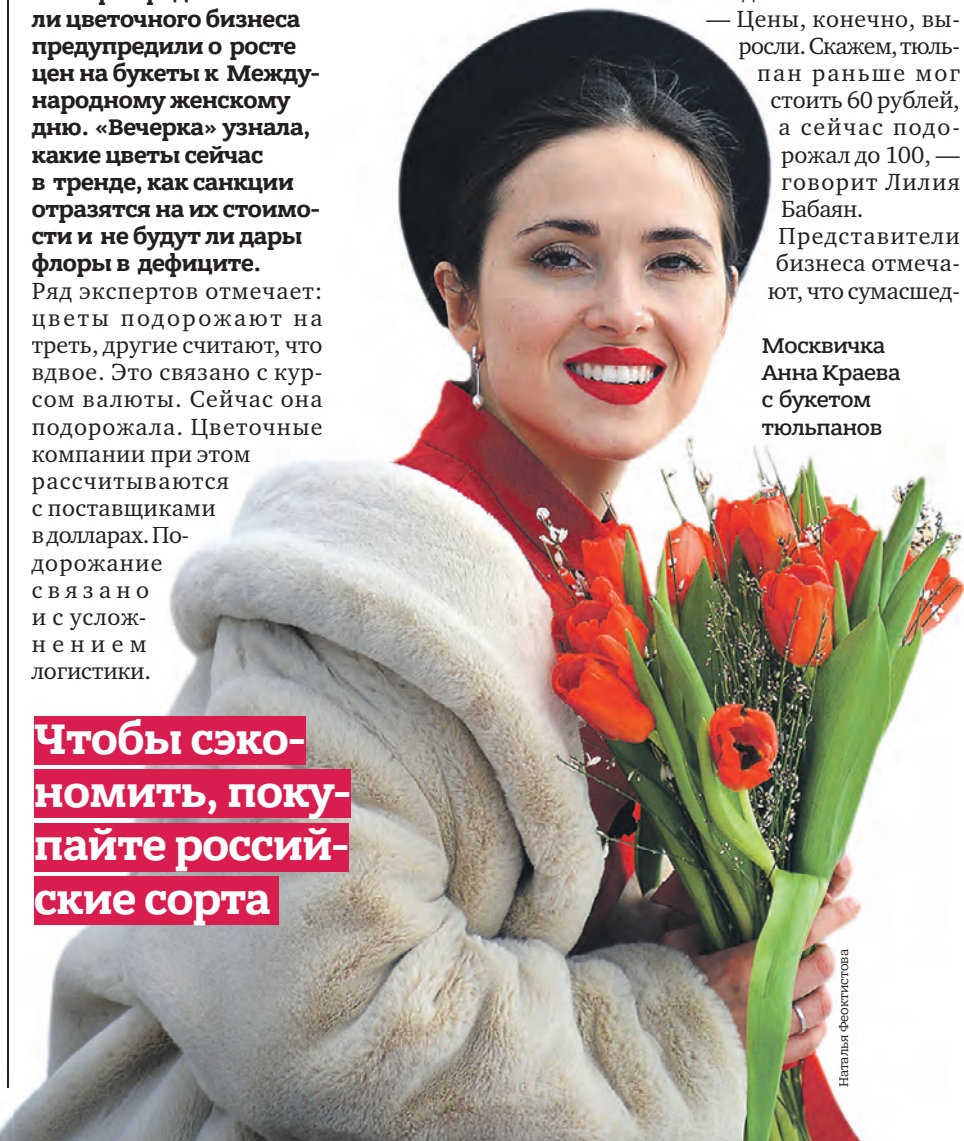 ли цветочного бизнеса
предупредили о росте
цен на букеты к Между-
народному женскому
дню. «Вечерка» узнала,
какие цветы сейчас
в тренде, как санкции
отразятся на их стоимо-
сти и не будут ли дары
флоры в дефиците.
Ряд экспертов отмечает:
цветы подорожают на
треть, другие считают, что
вдвое. Это связано с кур-
сом валюты. Сейчас она
подорожала. Цветочные
компании при этом
рассчитываются
с поставщиками
в долларах. По-
дорожание
связано
и с услож-
нением
логистики.
Чтобы сэко-
номить, поку-
пайте россий-
ские сорта
— Цены, конечно, вы-
росли. Скажем, тюль-
пан раньше мог
стоить 60 рублей,
а сейчас подо-
рожал до 100, —
говорит Лилия
Бабаян.
Представители
бизнеса отмеча-
ют, что сумасшед-
Москвичка
Анна Краева
с букетом
тюльпанов
Наталья Феоктистова